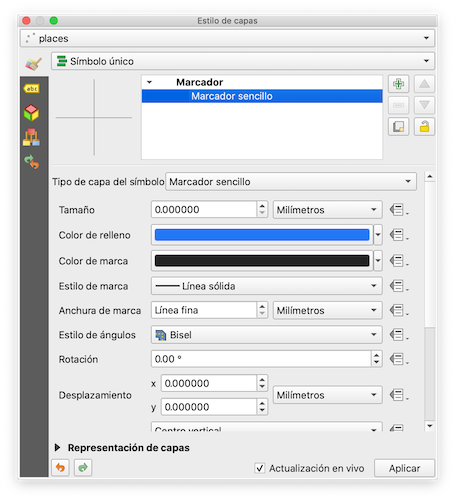 Estilo de capas
places
Símbolo único
abc
Marcador
Marcador sencillo
Tipo de capa del símbolo Marcador sencillo
Tamaño 0.000000 Milímetros
Color de relleno
Color de marca
Estilo de marca Línea sólida
Anchura de marca Línea fina Milímetros
Estilo de ángulos Bisel
Rotación 0.00 °
x 0.000000
Desplazamiento Milímetros
y 0.000000
Centro vertical
Representación de capas
Actualización en vivo Aplicar